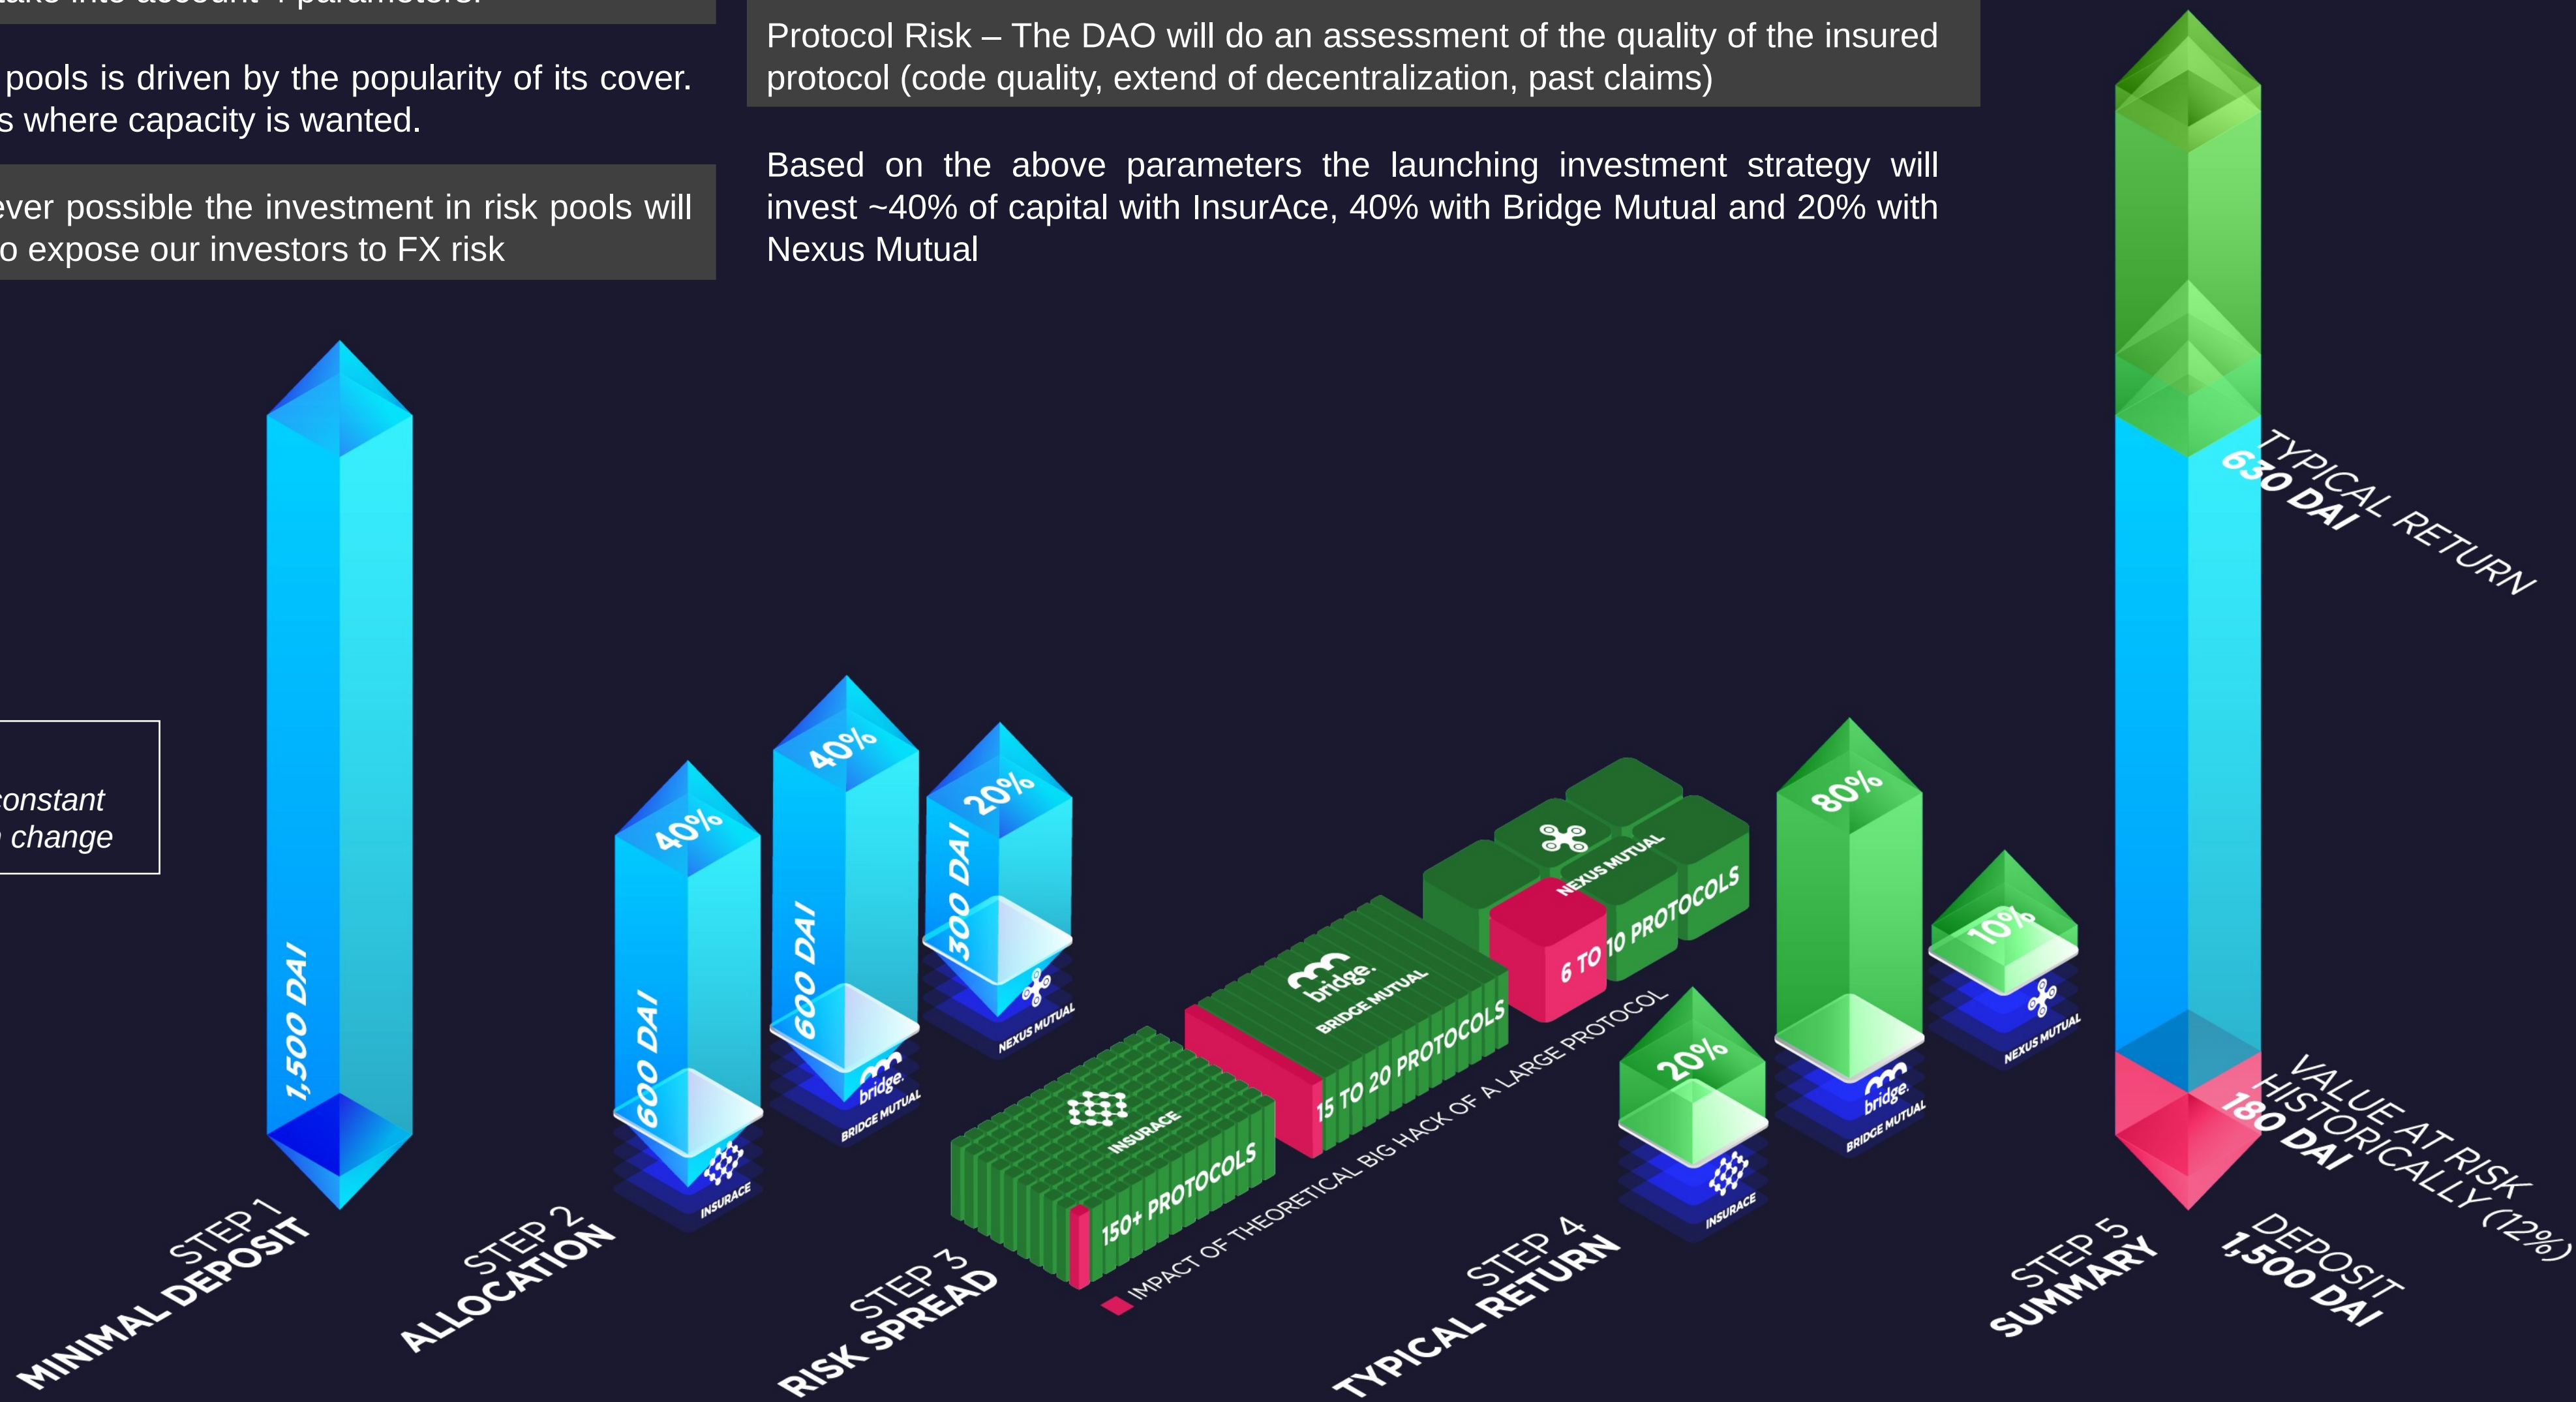 take into account 4 parameters.
pools is driven by the popularity of its cover.
s where capacity is wanted.
ever possible the investment in risk pools will
o expose our investors to FX risk
Protocol Risk – The DAO will do an assessment of the quality of the insured
protocol (code quality, extend of decentralization, past claims)
Based on the above parameters the launching investment strategy will
invest ~40% of capital with InsurAce, 40% with Bridge Mutual and 20% with
Nexus Mutual
constant
change
1,500 DAI
STEP 1
MINIMAL DEPOSIT
40%
600 DAI
INSURACE
40%
600 DAI
bridge.
BRIDGE MUTUAL
20%
300 DAI
NEXUS MUTUAL
STEP 2
ALLOCATION
INSURACE
150+ PROTOCOLS
bridge.
BRIDGE MUTUAL
15 TO 20 PROTOCOLS
NEXUS MUTUAL
6 TO 10 PROTOCOLS
IMPACT OF THEORETICAL BIG HACK OF A LARGE PROTOCOL
STEP 3
RISK SPREAD
20%
INSURACE
80%
bridge.
BRIDGE MUTUAL
10%
NEXUS MUTUAL
STEP 4
TYPICAL RETURN
TYPICAL RETURN
630 DAI
VALUE AT RISK
HISTORICALLY (12%)
180 DAI
DEPOSIT
1,500 DAI
STEP 5
SUMMARY